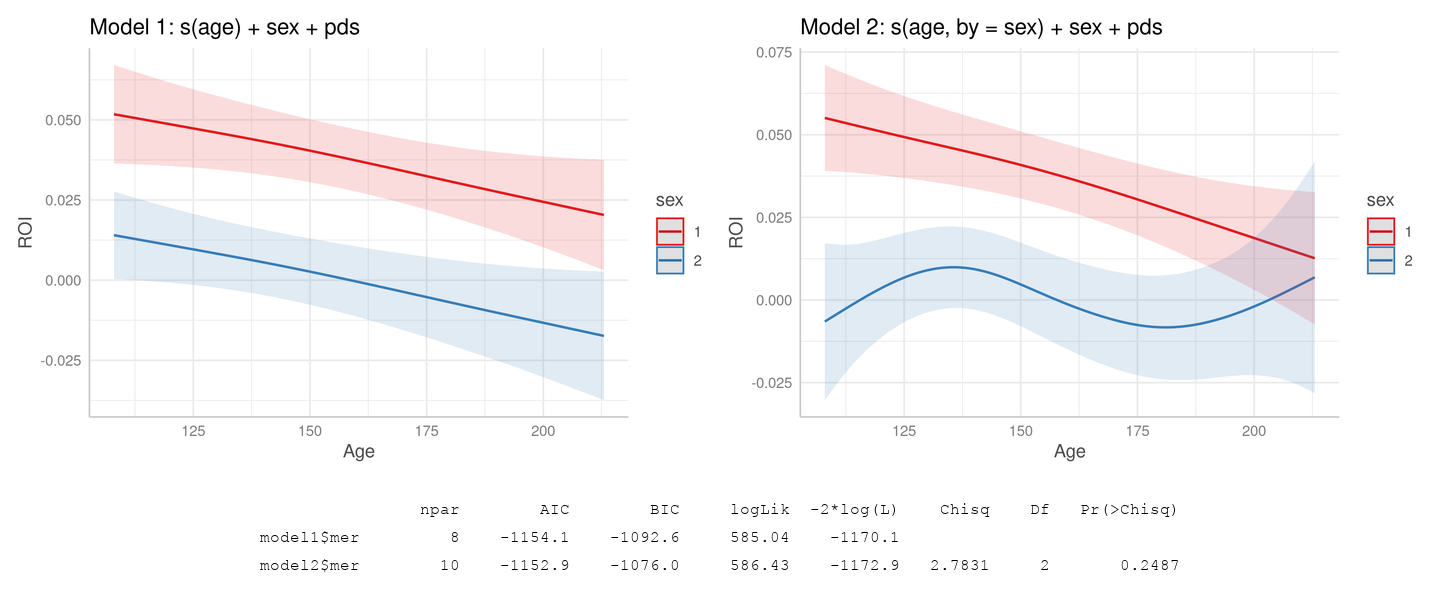 Model 1: s(age) + sex + pds
0.050
0.025
0.000
-0.025
ROI
125 150 175 200
Age
sex
1
2
Model 2: s(age, by = sex) + sex + pds
0.075
0.050
0.025
0.000
-0.025
ROI
125 150 175 200
Age
sex
1
2
npar AIC BIC logLik -2*log(L) Chisq Df Pr(>Chisq)
model1$mer 8 -1154.1 -1092.6 585.04 -1170.1
model2$mer 10 -1152.9 -1076.0 586.43 -1172.9 2.7831 2 0.2487